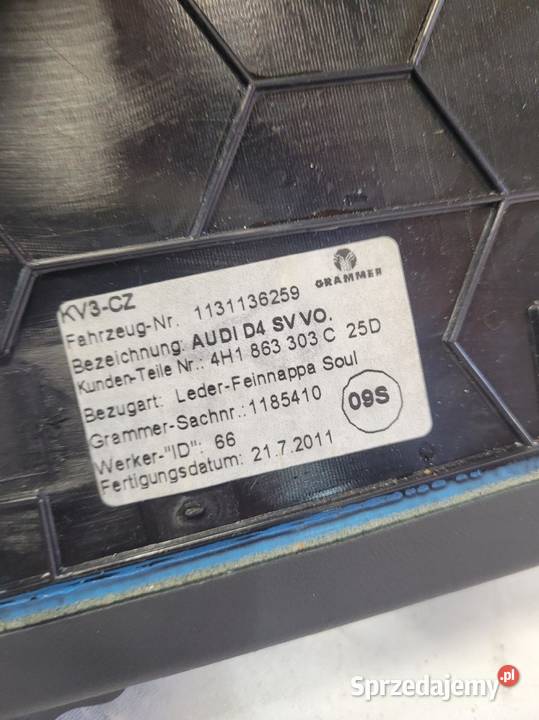 KV3-CZ
GRAMMER
Fahrzeug-Nr. 1131136259
Bezeichnung: AUDI D4 SV VO.
Kunden-Teile Nr.: 4H1 863 303 C 25D
Bezugart: Leder-Feinnappa Soul
Grammer-Sachnr.:1185410
09S
Werker-"ID": 66
Fertigungsdatum: 21.7.2011
Sprzedajemy.pl